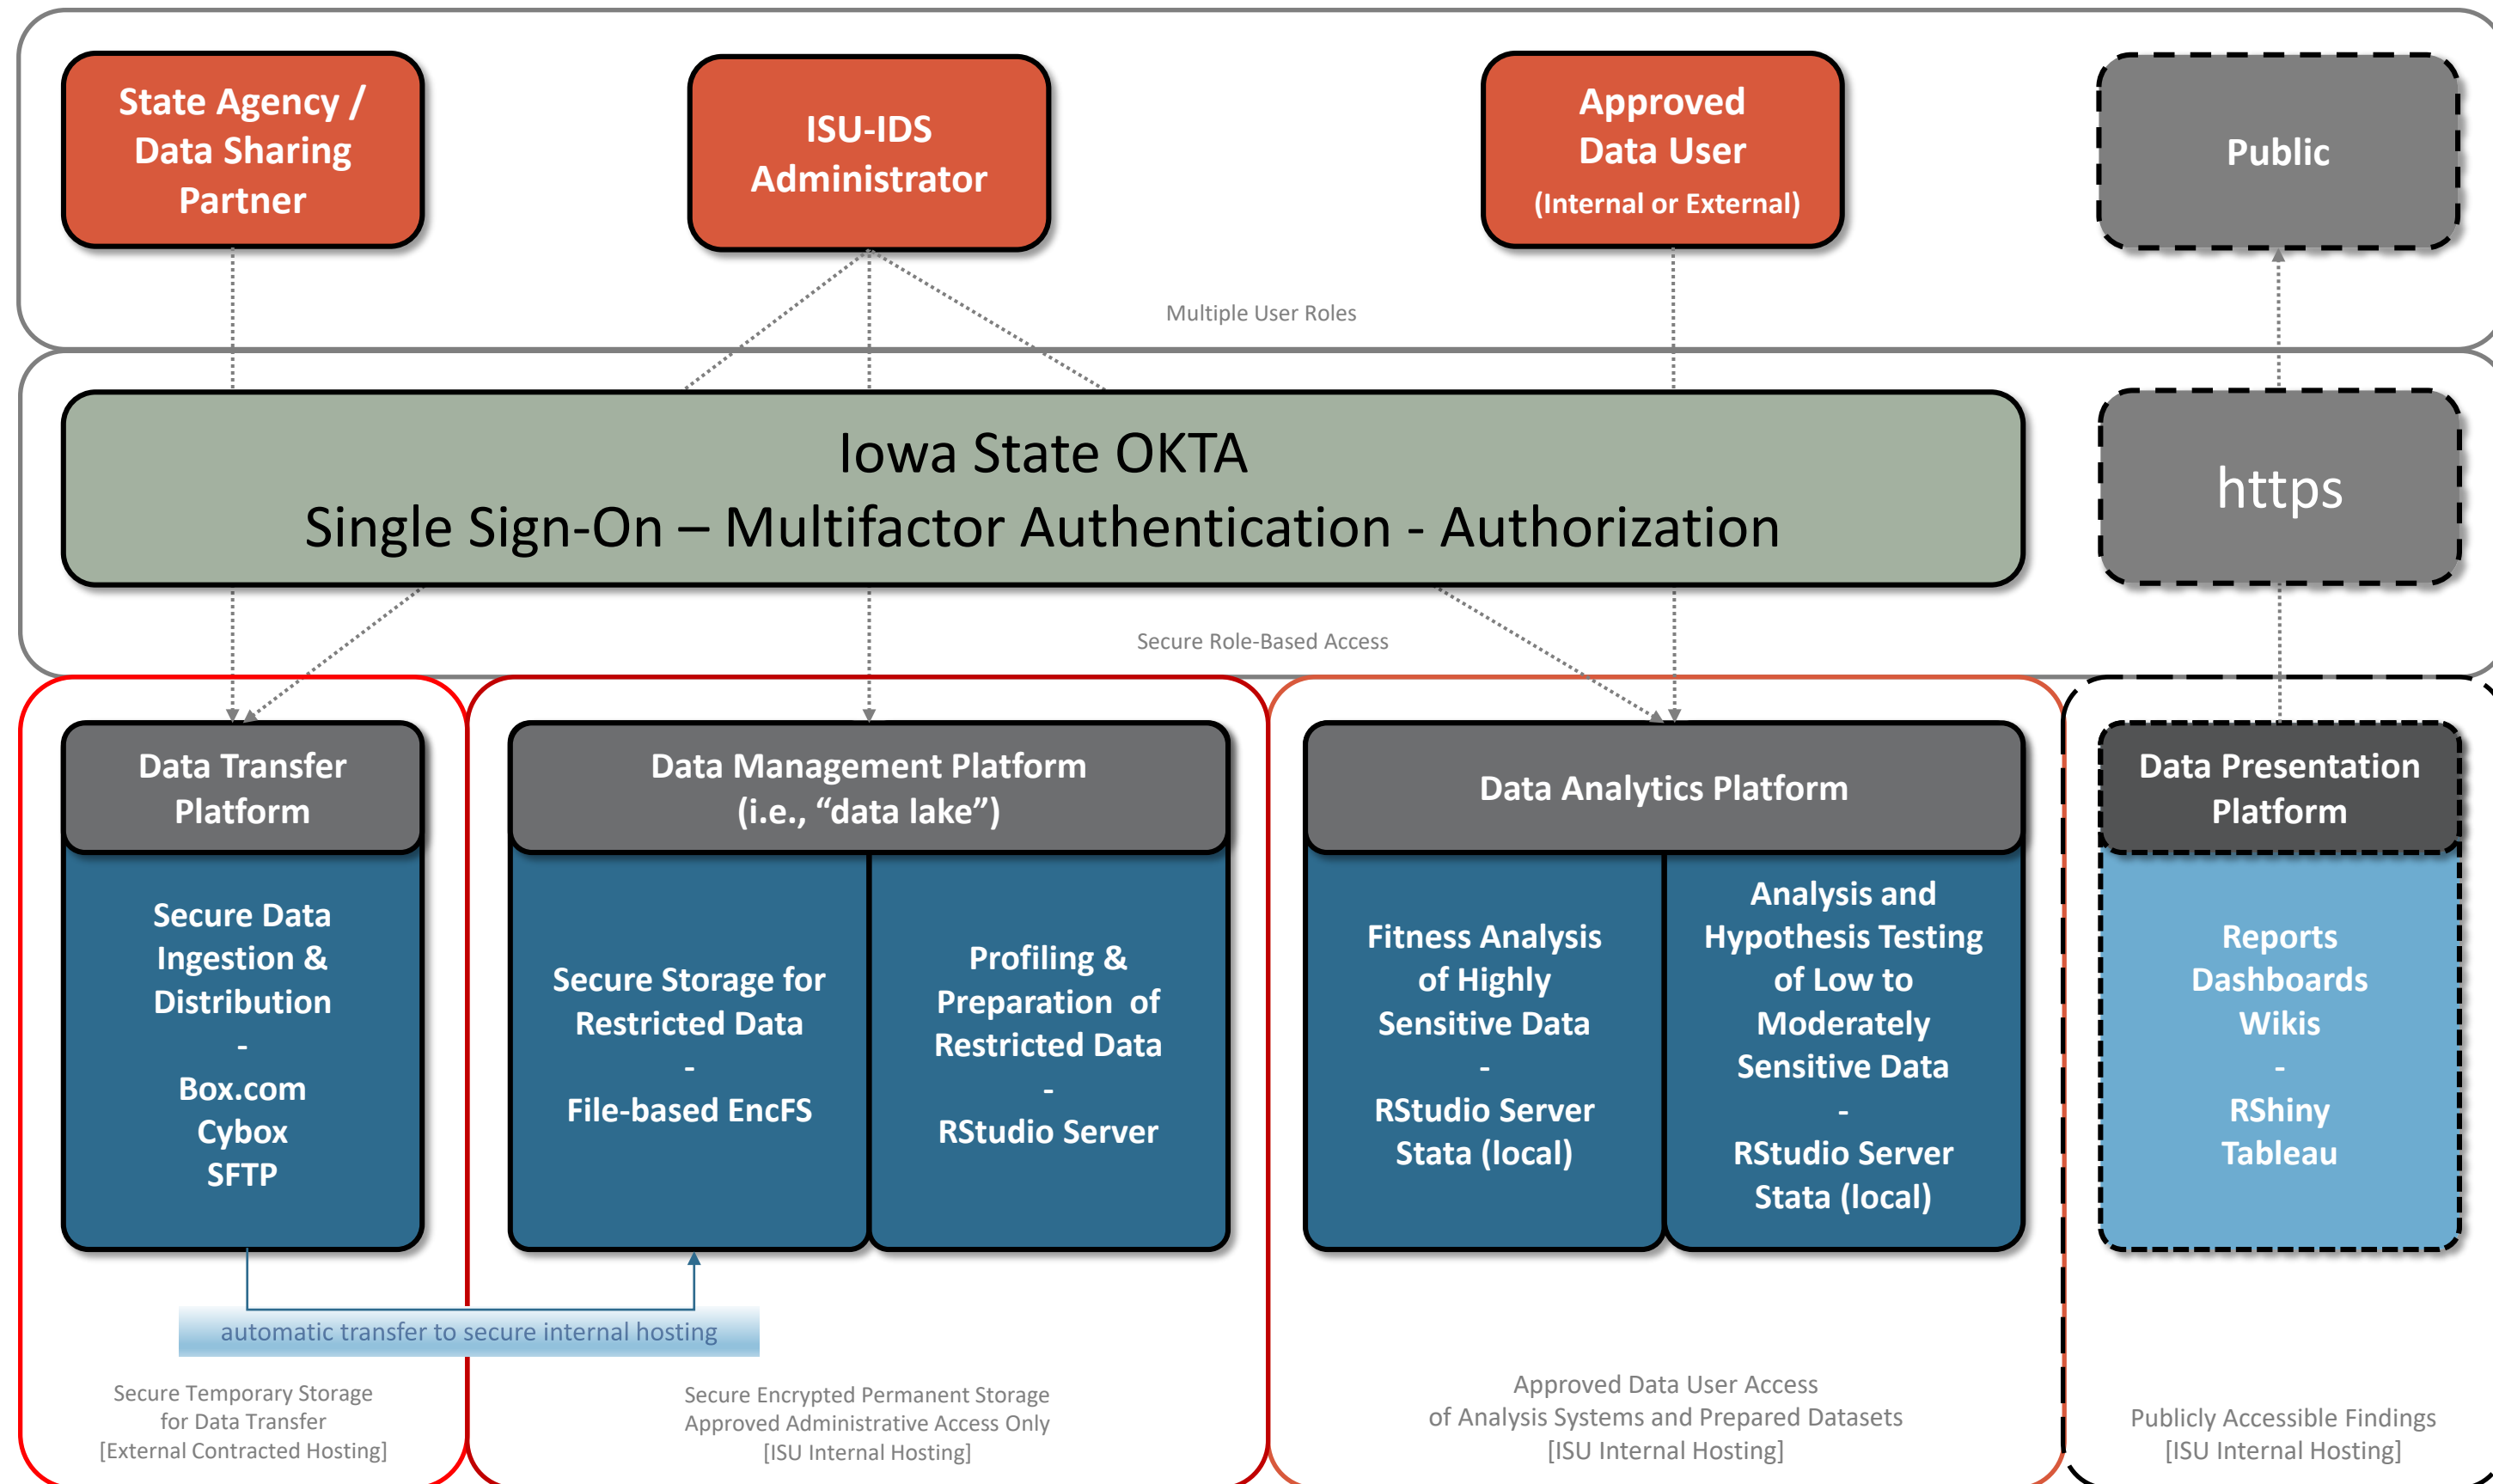 State Agency /
Data Sharing
Partner
ISU-IDS
Administrator
Approved
Data User
(Internal or External)
Public
Multiple User Roles
Iowa State OKTA
Single Sign-On – Multifactor Authentication - Authorization
https
Secure Role-Based Access
Data Transfer
Platform
Secure Data
Ingestion &
Distribution
-
Box.com
Cybox
SFTP
Data Management Platform
(i.e., “data lake”)
Secure Storage for
Restricted Data
-
File-based EncFS
Profiling &
Preparation of
Restricted Data
-
RStudio Server
Data Analytics Platform
Fitness Analysis
of Highly
Sensitive Data
-
RStudio Server
Stata (local)
Analysis and
Hypothesis Testing
of Low to
Moderately
Sensitive Data
-
RStudio Server
Stata (local)
Data Presentation
Platform
Reports
Dashboards
Wikis
-
RShiny
Tableau
automatic transfer to secure internal hosting
Secure Temporary Storage
for Data Transfer
[External Contracted Hosting]
Secure Encrypted Permanent Storage
Approved Administrative Access Only
[ISU Internal Hosting]
Approved Data User Access
of Analysis Systems and Prepared Datasets
[ISU Internal Hosting]
Publicly Accessible Findings
[ISU Internal Hosting]